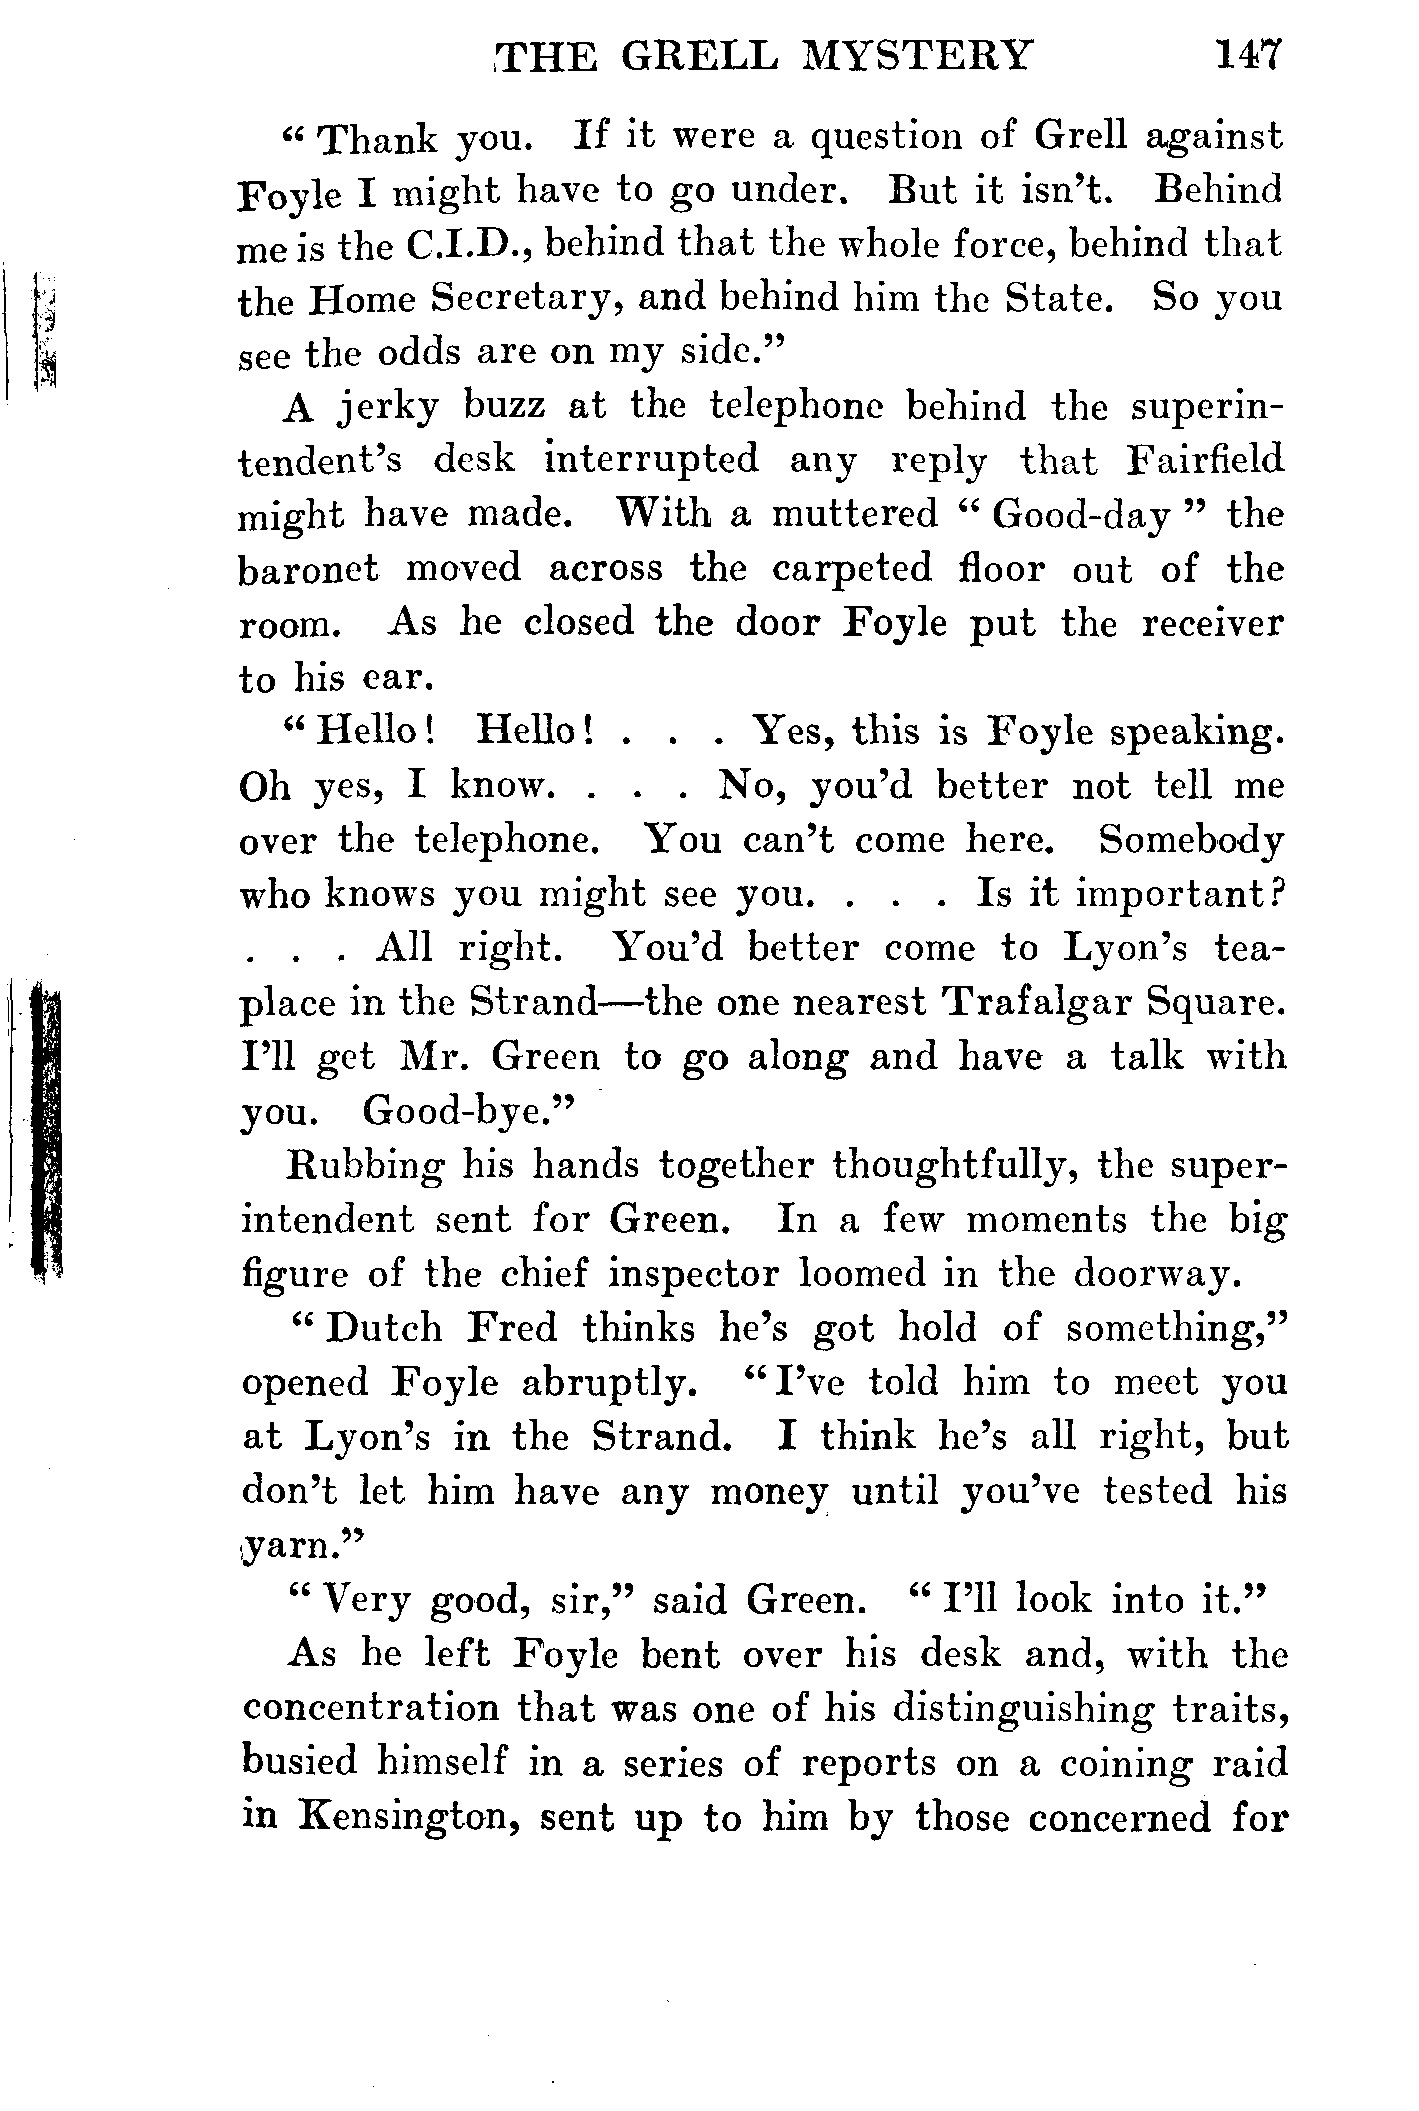 THE GRELL MYSTERY 147
“Thank you. If it were a question of Grell against
Foyle I might have to go under. But it isn’t. Behind
me is the C.I.D., behind that the whole force, behind that
the Home Secretary, and behind him the State. So you
see the odds are on my side.”
A jerky buzz at the telephone behind the superin-
tendent’s desk interrupted any reply that Fairfield
might have made. With a muttered “Good-day” the
baronet moved across the carpeted floor out of the
room. As he closed the door Foyle put the receiver
to his ear.
“Hello! Hello! . . . Yes, this is Foyle speaking.
Oh yes, I know. . . . No, you’d better not tell me
over the telephone. You can’t come here. Somebody
who knows you might see you. . . . Is it important?
. . . All right. You’d better come to Lyon’s tea-
place in the Strand—the one nearest Trafalgar Square.
I’ll get Mr. Green to go along and have a talk with
you. Good-bye.”
Rubbing his hands together thoughtfully, the super-
intendent sent for Green. In a few moments the big
figure of the chief inspector loomed in the doorway.
“Dutch Fred thinks he’s got hold of something,”
opened Foyle abruptly. “I’ve told him to meet you
at Lyon’s in the Strand. I think he’s all right, but
don’t let him have any money until you’ve tested his
yarn.”
“Very good, sir,” said Green. “I’ll look into it.”
As he left Foyle bent over his desk and, with the
concentration that was one of his distinguishing traits,
busied himself in a series of reports on a coining raid
in Kensington, sent up to him by those concerned for